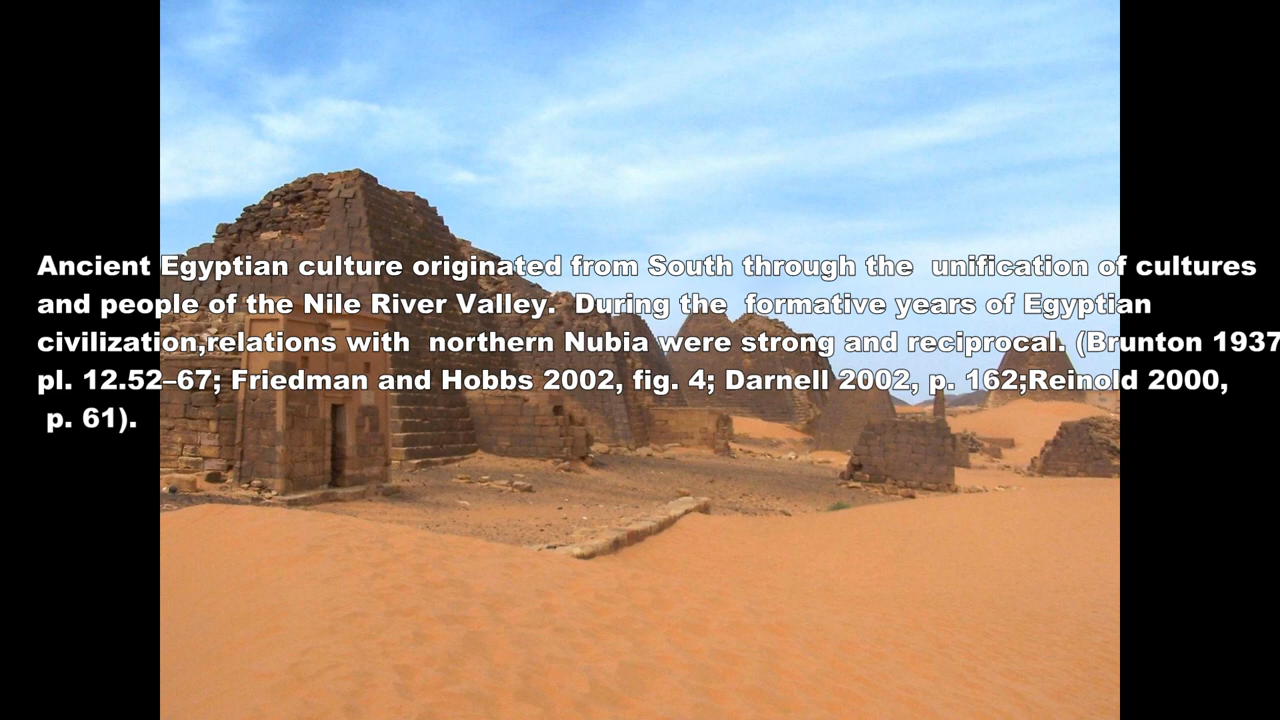 Ancient Egyptian culture originated from South through the  unification of cultures
and people of the Nile River Valley.  During the  formative years of Egyptian
civilization,relations with  northern Nubia were strong and reciprocal. (Brunton 1937
pl. 12.52–67; Friedman and Hobbs 2002, fig. 4; Darnell 2002, p. 162;Reinold 2000,
p. 61).